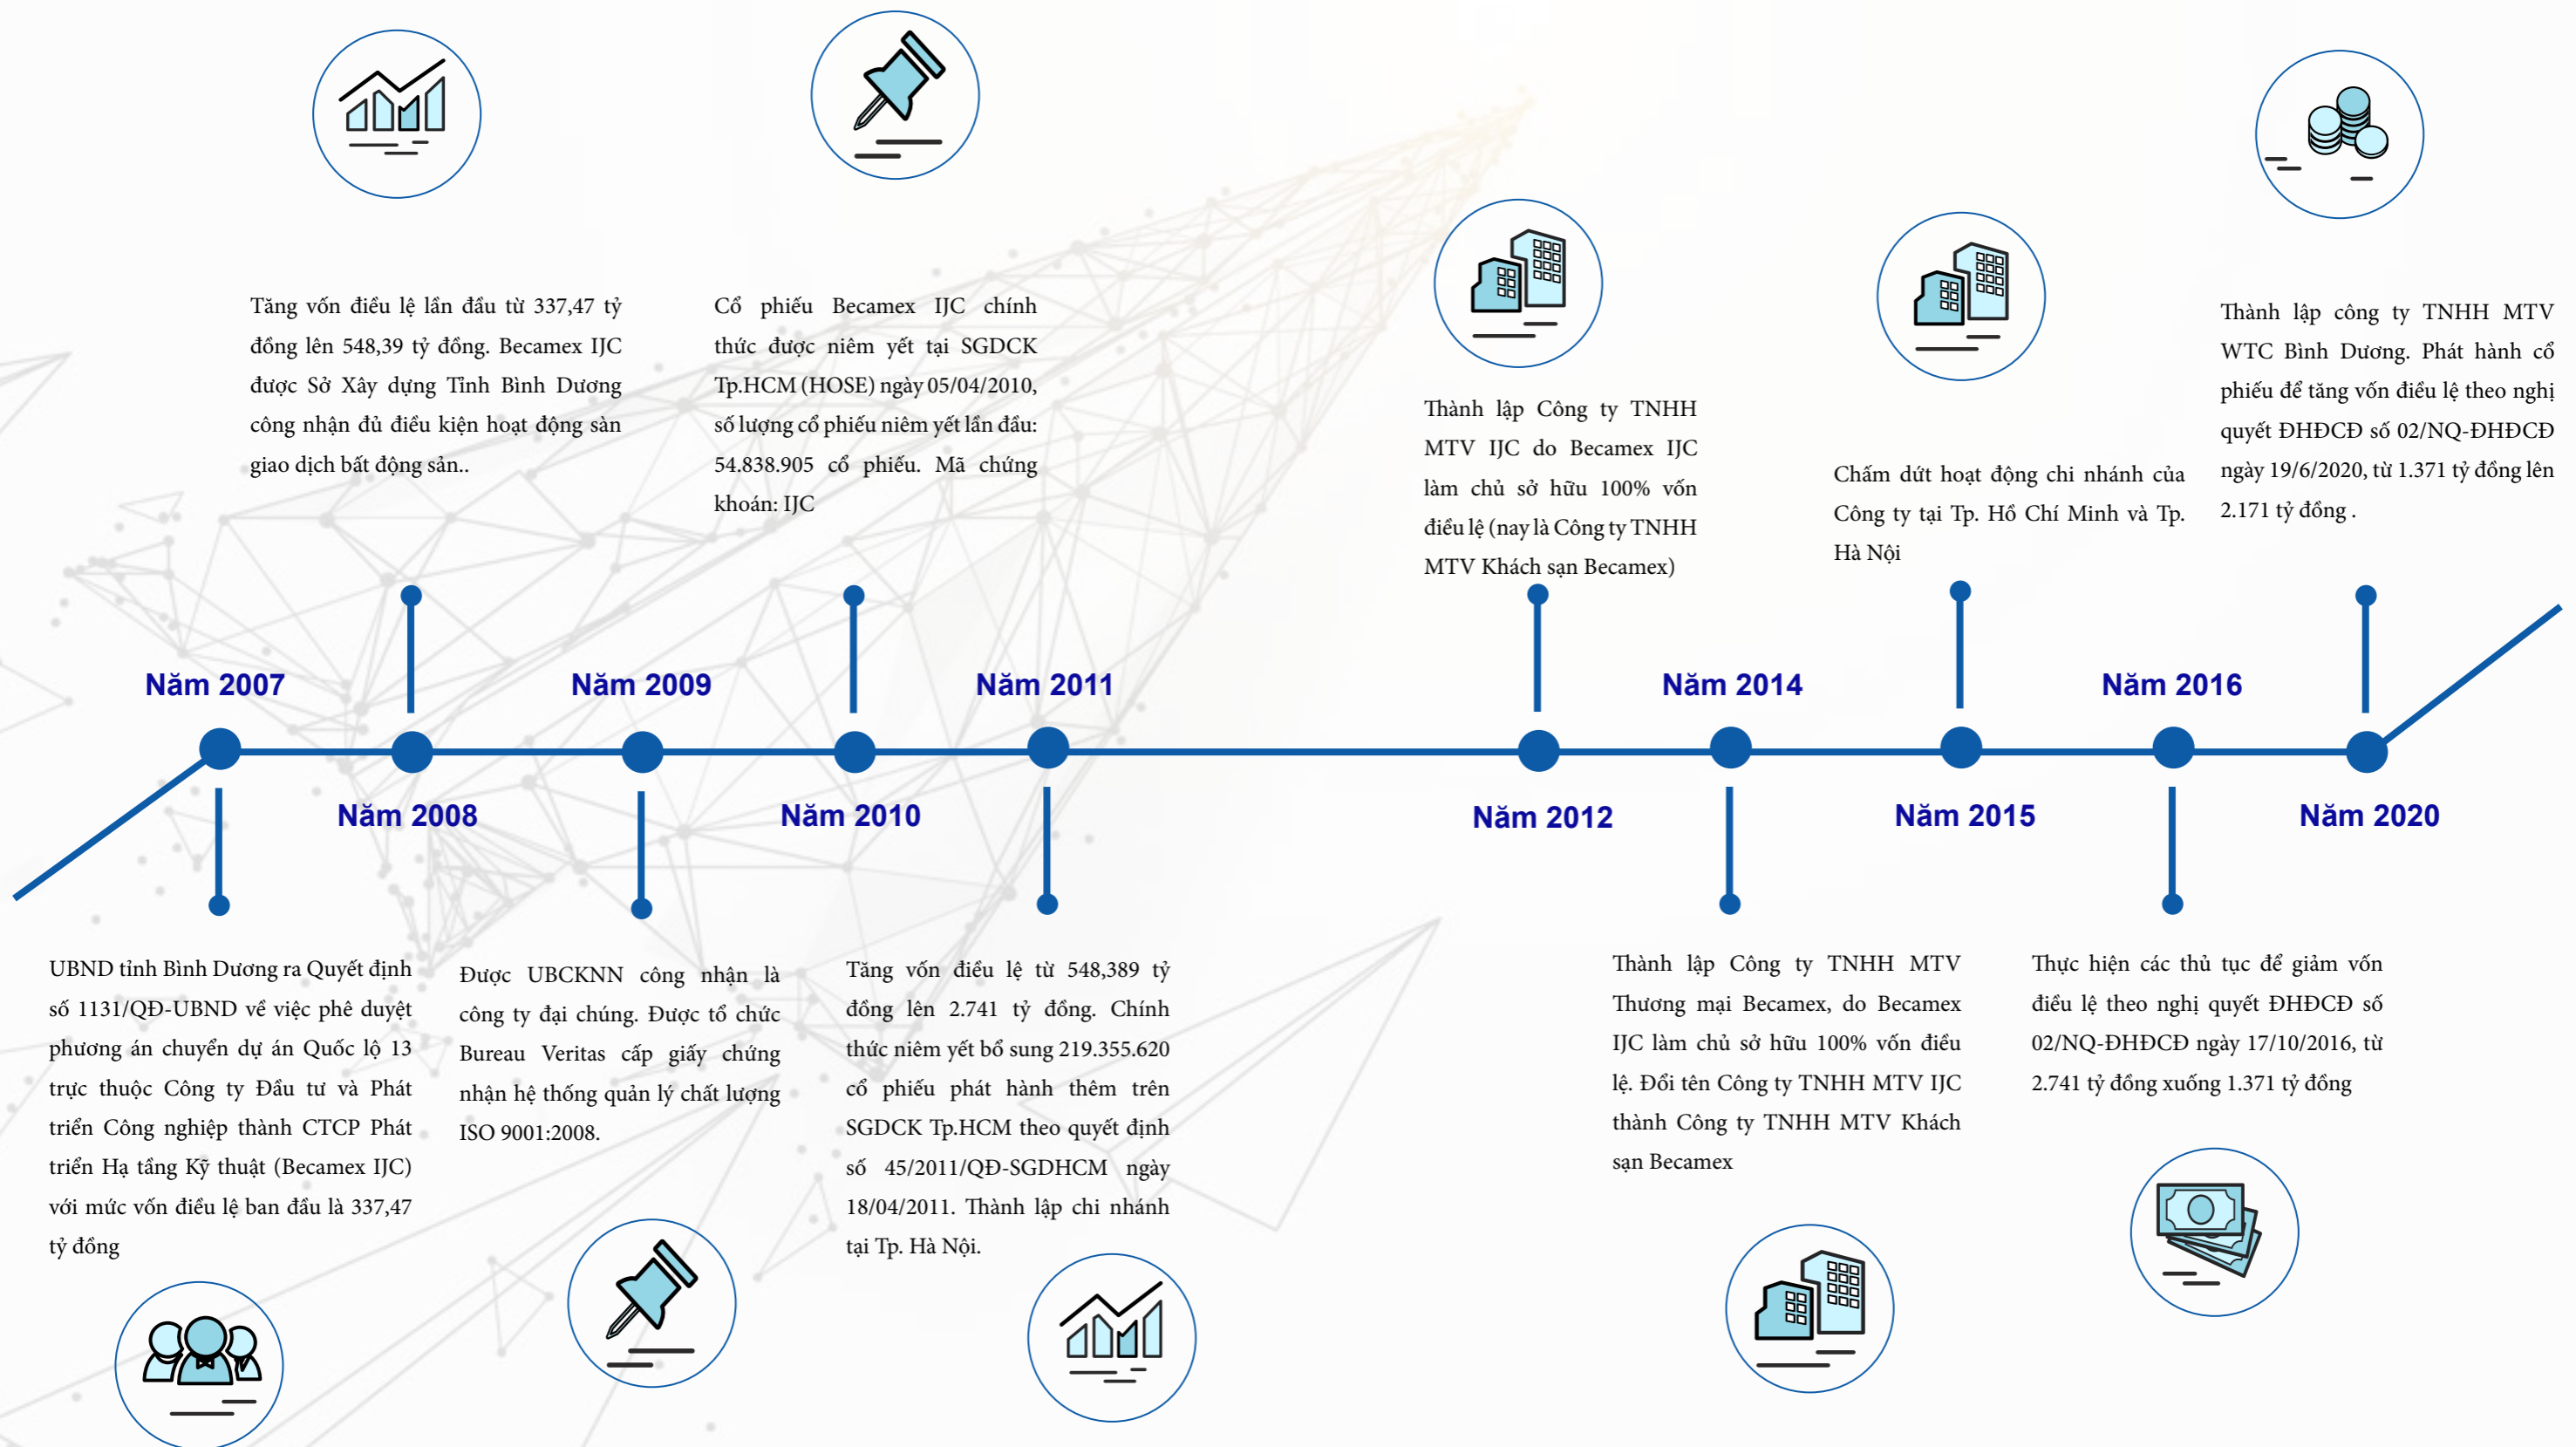 Tăng vốn điều lệ lần đầu từ 337,47 tỷ
đồng lên 548,39 tỷ đồng. Becamex IJC
được Sở Xây dựng Tỉnh Bình Dương
công nhận đủ điều kiện hoạt động sàn
giao dịch bất động sản..
Cổ phiếu Becamex IJC chính
thức được niêm yết tại SGDCK
Tp.HCM (HOSE) ngày 05/04/2010,
số lượng cổ phiếu niêm yết lần đầu:
54.838.905 cổ phiếu. Mã chứng
khoán: IJC
Thành lập Công ty TNHH
MTV IJC do Becamex IJC
làm chủ sở hữu 100% vốn
điều lệ (nay là Công ty TNHH
MTV Khách sạn Becamex)
Chấm dứt hoạt động chi nhánh của
Công ty tại Tp. Hồ Chí Minh và Tp.
Hà Nội
Thành lập công ty TNHH MTV
WTC Bình Dương. Phát hành cổ
phiếu để tăng vốn điều lệ theo nghị
quyết ĐHĐCĐ số 02/NQ-ĐHĐCĐ
ngày 19/6/2020, từ 1.371 tỷ đồng lên
2.171 tỷ đồng .
Năm 2007
Năm 2009
Năm 2011
Năm 2014
Năm 2016
Năm 2008
Năm 2010
Năm 2012
Năm 2015
Năm 2020
UBND tỉnh Bình Dương ra Quyết định
số 1131/QĐ-UBND về việc phê duyệt
phương án chuyển dự án Quốc lộ 13
trực thuộc Công ty Đầu tư và Phát
triển Công nghiệp thành CTCP Phát
triển Hạ tầng Kỹ thuật (Becamex IJC)
với mức vốn điều lệ ban đầu là 337,47
tỷ đồng
Được UBCKNN công nhận là
công ty đại chúng. Được tổ chức
Bureau Veritas cấp giấy chứng
nhận hệ thống quản lý chất lượng
ISO 9001:2008.
Tăng vốn điều lệ từ 548,389 tỷ
đồng lên 2.741 tỷ đồng. Chính
thức niêm yết bổ sung 219.355.620
cổ phiếu phát hành thêm trên
SGDCK Tp.HCM theo quyết định
số 45/2011/QĐ-SGDHCM ngày
18/04/2011. Thành lập chi nhánh
tại Tp. Hà Nội.
Thành lập Công ty TNHH MTV
Thương mại Becamex, do Becamex
IJC làm chủ sở hữu 100% vốn điều
lệ. Đổi tên Công ty TNHH MTV IJC
thành Công ty TNHH MTV Khách
sạn Becamex
Thực hiện các thủ tục để giảm vốn
điều lệ theo nghị quyết ĐHĐCĐ số
02/NQ-ĐHĐCĐ ngày 17/10/2016, từ
2.741 tỷ đồng xuống 1.371 tỷ đồng